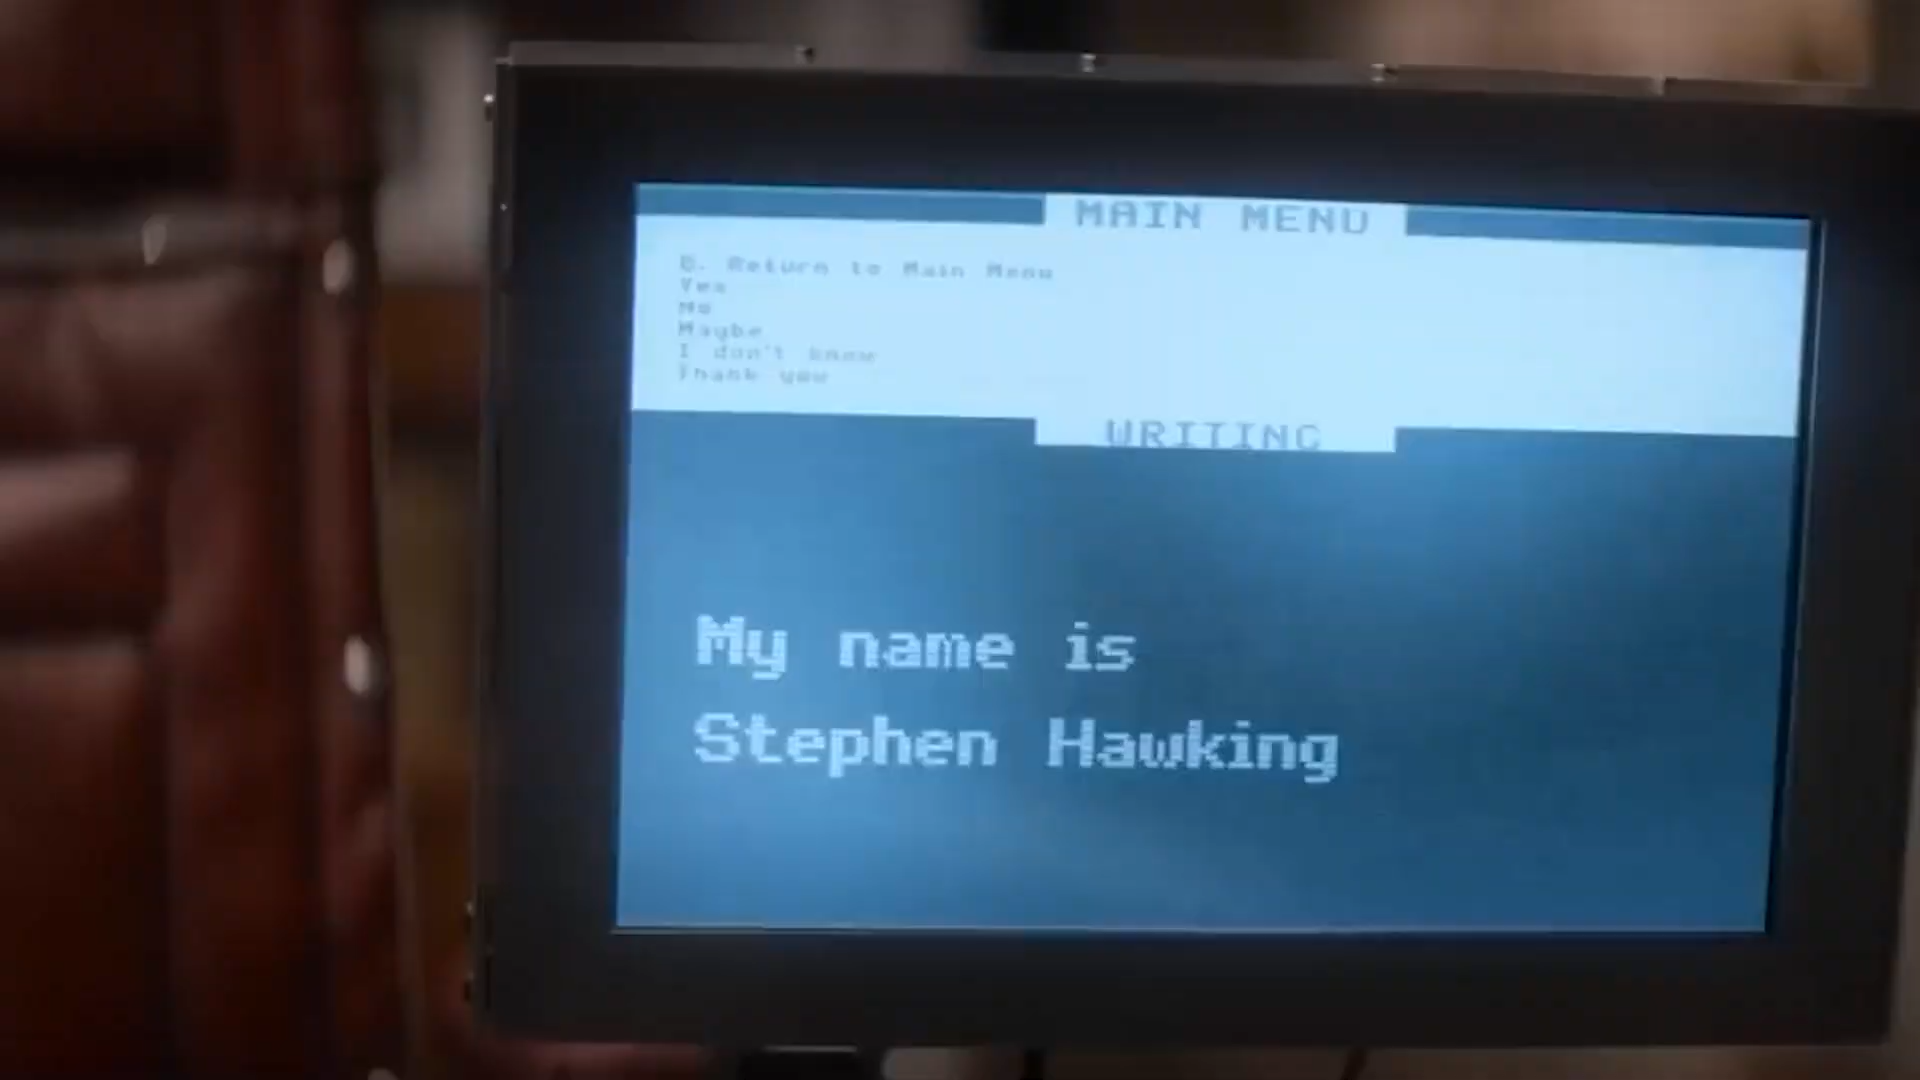 MAIN MENU
0. Return to Main Menu
Yes
No
Maybe
I don't know
Thank you
WRITING
My name is
Stephen Hawking